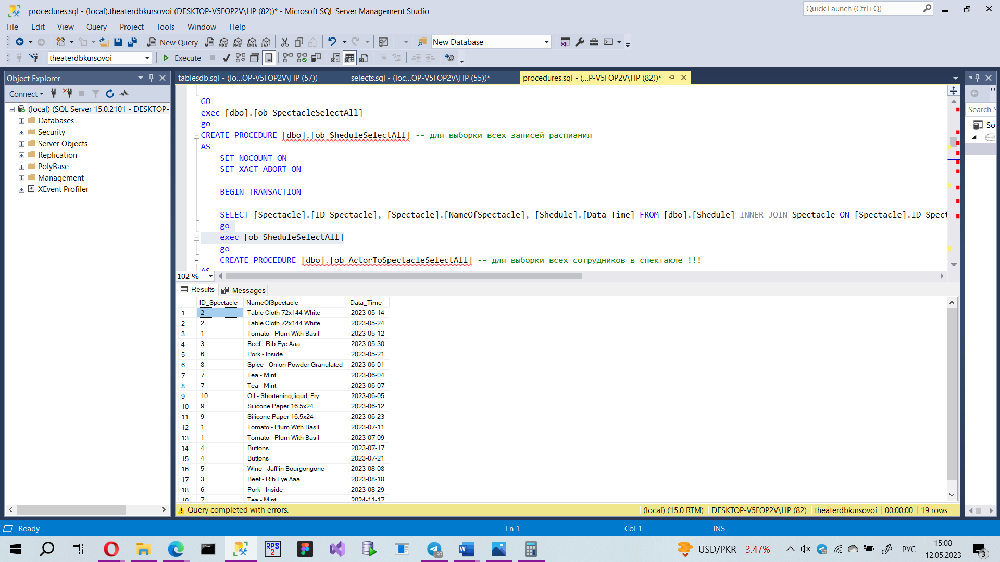 procedures.sql - (local).theaterdbkursovoi (DESKTOP-V5FOP2V\HP (82))* - Microsoft SQL Server Management Studio
Quick Launch (Ctrl+Q)
File Edit View Query Project Tools Window Help
New Query MDX DMX XMLA DAX New Database
theaterdbkursovoi Execute
Object Explorer
Connect
(local) (SQL Server 15.0.2101 - DESKTOP-
Databases
Security
Server Objects
Replication
PolyBase
Management
XEvent Profiler
tablesdb.sql - (lo...OP-V5FOP2V\HP (57)) selects.sql - (loc...OP-V5FOP2V\HP (55))* procedures.sql - (...P-V5FOP2V\HP (82))*
GO
exec [dbo].[ob_SpectacleSelectAll]
go
CREATE PROCEDURE [dbo].[ob_SheduleSelectAll] -- для выборки всех записей распиания
AS
SET NOCOUNT ON
SET XACT_ABORT ON
BEGIN TRANSACTION
SELECT [Spectacle].[ID_Spectacle], [Spectacle].[NameOfSpectacle], [Shedule].[Data_Time] FROM [dbo].[Shedule] INNER JOIN Spectacle ON [Spectacle].ID_Spect
go
exec [ob_SheduleSelectAll]
go
CREATE PROCEDURE [dbo].[ob_ActorToSpectacleSelectAll] -- для выборки всех сотрудников в спектакле !!!
AS
102 %
Results Messages
ID_Spectacle NameOfSpectacle Data_Time
1 2 Table Cloth 72x144 White 2023-05-14
2 2 Table Cloth 72x144 White 2023-05-24
3 1 Tomato - Plum With Basil 2023-05-12
4 3 Beef - Rib Eye Aaa 2023-05-30
5 6 Pork - Inside 2023-05-21
6 8 Spice - Onion Powder Granulated 2023-06-01
7 7 Tea - Mint 2023-06-04
8 7 Tea - Mint 2023-06-07
9 10 Oil - Shortening,liqud, Fry 2023-06-05
10 9 Silicone Paper 16.5x24 2023-06-12
11 9 Silicone Paper 16.5x24 2023-06-23
12 1 Tomato - Plum With Basil 2023-07-11
13 1 Tomato - Plum With Basil 2023-07-09
14 4 Buttons 2023-07-17
15 4 Buttons 2023-07-21
16 5 Wine - Jafflin Bourgongone 2023-08-08
17 3 Beef - Rib Eye Aaa 2023-08-18
18 6 Pork - Inside 2023-08-29
19 7 Tea - Mint 2024-11-17
Query completed with errors. (local) (15.0 RTM) DESKTOP-V5FOP2V\HP (82) theaterdbkursovoi 00:00:00 19 rows
Search S
Sol
Ready Ln 1 Col 1 INS
RPS 2
97
USD/PKR -3.47%
РУС
15:08
12.05.2023
3